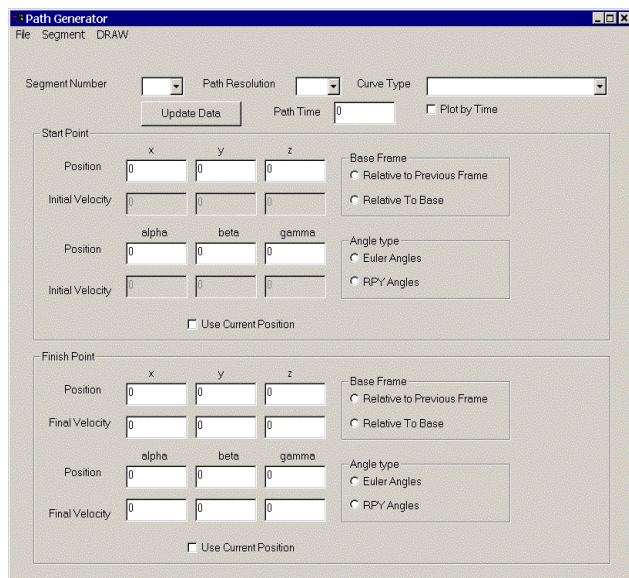 Path Generator
File Segment DRAW
Segment Number Path Resolution Curve Type
Update Data Path Time 0 Plot by Time
Start Point
x y z
Position 0 0 0
Initial Velocity 0 0 0
alpha beta gamma
Position 0 0 0
Initial Velocity 0 0 0
Base Frame
Relative to Previous Frame
Relative To Base
Angle type
Euler Angles
RPY Angles
Use Current Position
Finish Point
x y z
Position 0 0 0
Final Velocity 0 0 0
alpha beta gamma
Position 0 0 0
Final Velocity 0 0 0
Base Frame
Relative to Previous Frame
Relative To Base
Angle type
Euler Angles
RPY Angles
Use Current Position